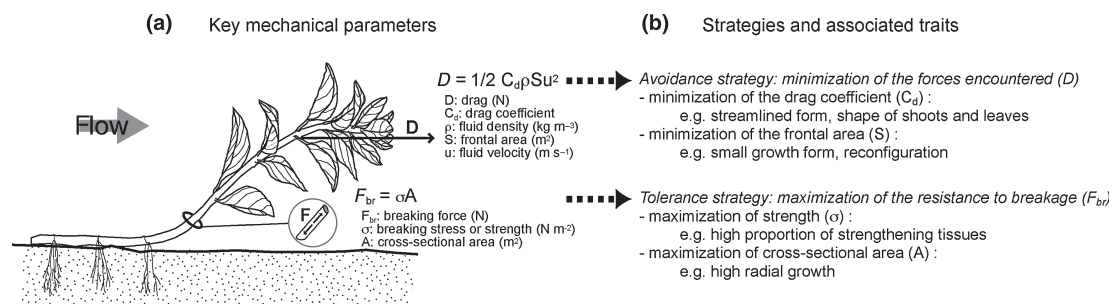 (a) Key mechanical parameters
Flow
D
D = 1/2 CdρSu²
D: drag (N)
Cd: drag coefficient
ρ: fluid density (kg m⁻³)
S: frontal area (m²)
u: fluid velocity (m s⁻¹)
F
Fbr = σA
Fbr: breaking force (N)
σ: breaking stress or strength (N m⁻²)
A: cross-sectional area (m²)
(b) Strategies and associated traits
Avoidance strategy: minimization of the forces encountered (D)
- minimization of the drag coefficient (Cd) :
e.g. streamlined form, shape of shoots and leaves
- minimization of the frontal area (S) :
e.g. small growth form, reconfiguration
Tolerance strategy: maximization of the resistance to breakage (Fbr)
- maximization of strength (σ) :
e.g. high proportion of strengthening tissues
- maximization of cross-sectional area (A) :
e.g. high radial growth